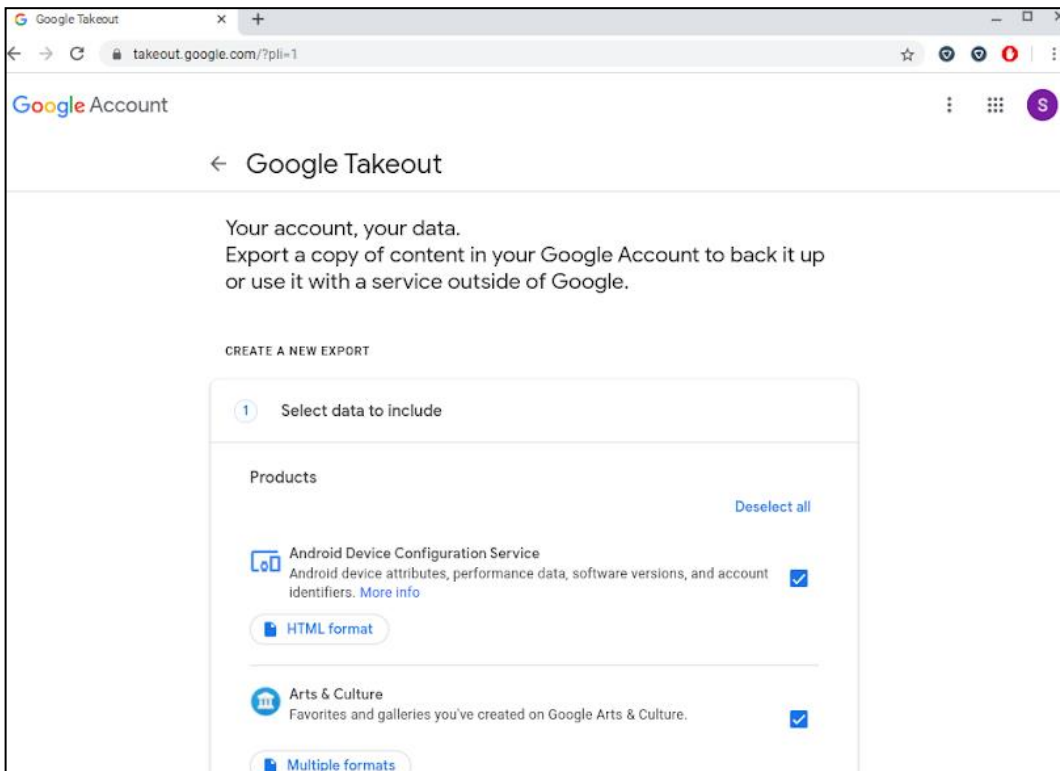 Google Takeout
takeout.google.com/?pli=1
Google Account
S
Google Takeout
Your account, your data.
Export a copy of content in your Google Account to back it up
or use it with a service outside of Google.
CREATE A NEW EXPORT
1 Select data to include
Products
Deselect all
Android Device Configuration Service
Android device attributes, performance data, software versions, and account
identifiers. More info
HTML format
Arts & Culture
Favorites and galleries you've created on Google Arts & Culture.
Multiple formats